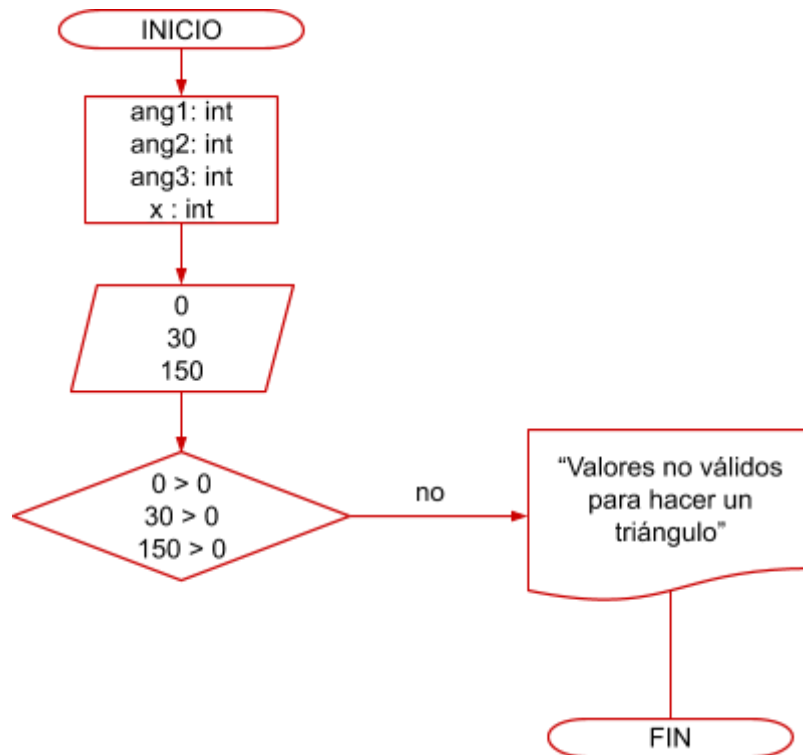 INICIO
ang1: int
ang2: int
ang3: int
x : int
0
30
150
0 > 0
30 > 0
150 > 0
no
“Valores no válidos
para hacer un
triángulo”
FIN